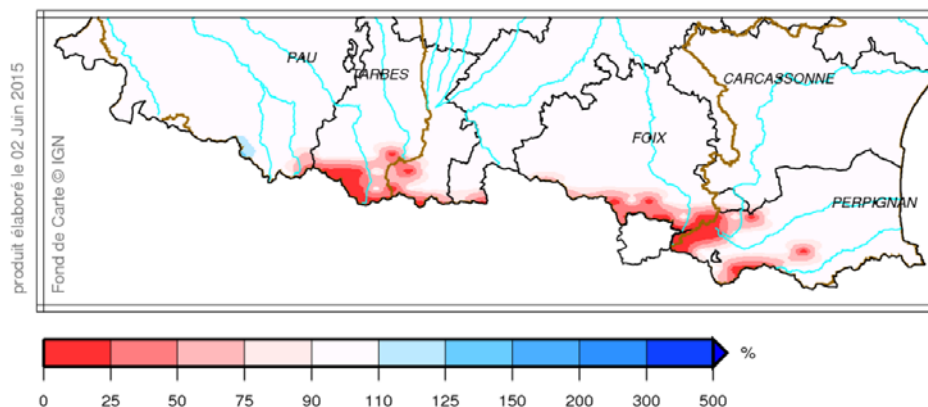 produit élaboré le 02 Juin 2015
Fond de Carte © IGN
PAU
TARBES
CARCASSONNE
FOIX
PERPIGNAN
%
0 25 50 75 90 110 125 150 200 300 500